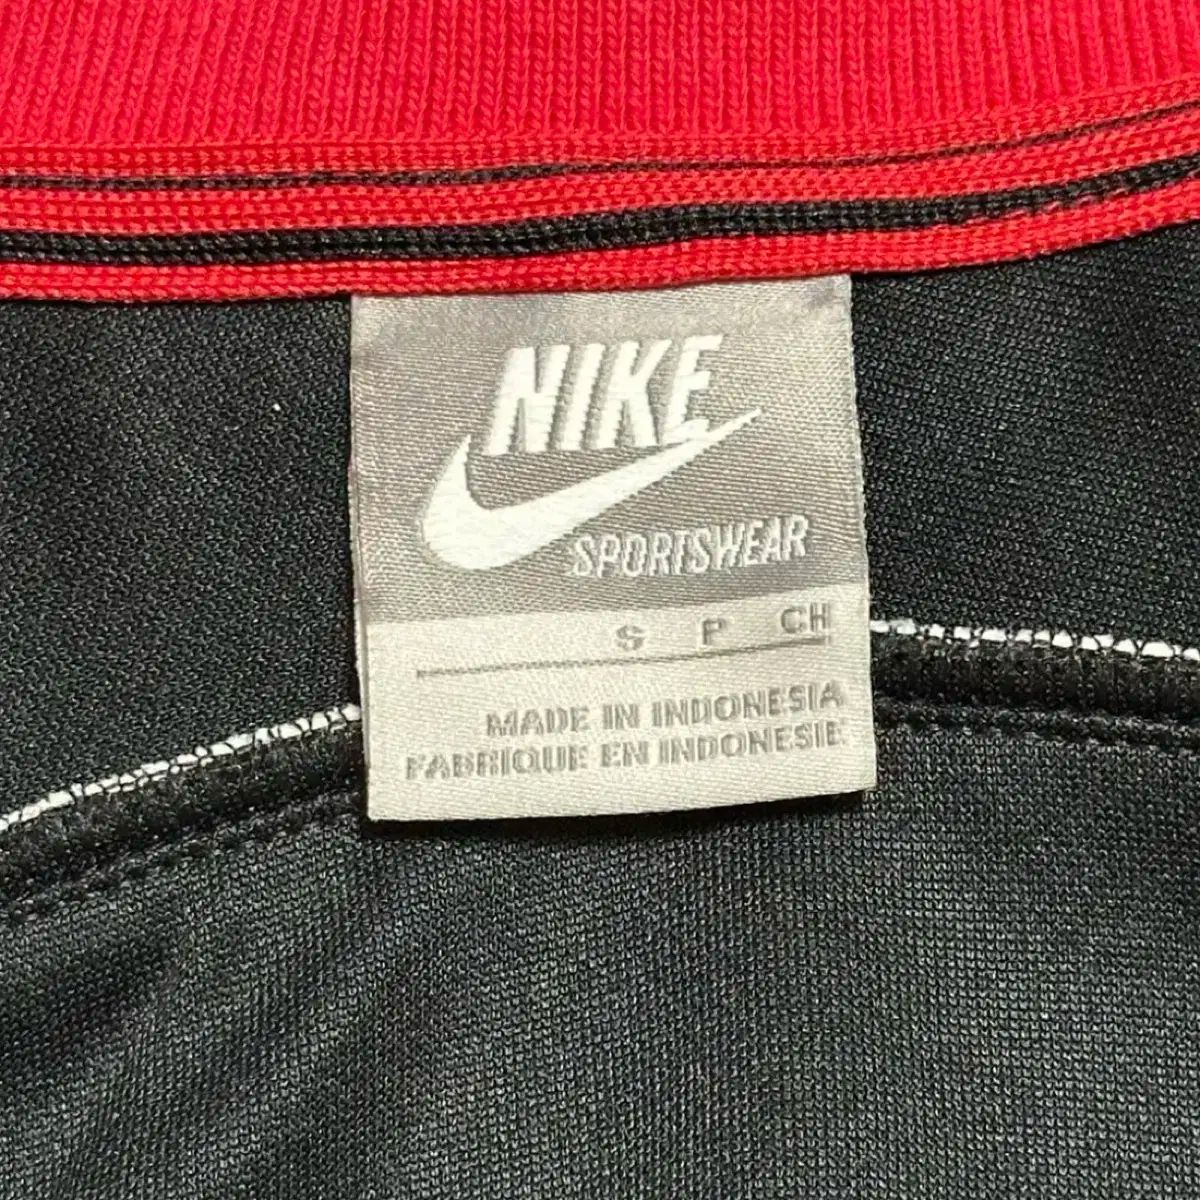 NIKE
SPORTSWEAR
S P CH
MADE IN INDONESIA
FABRIQUE EN INDONESIE